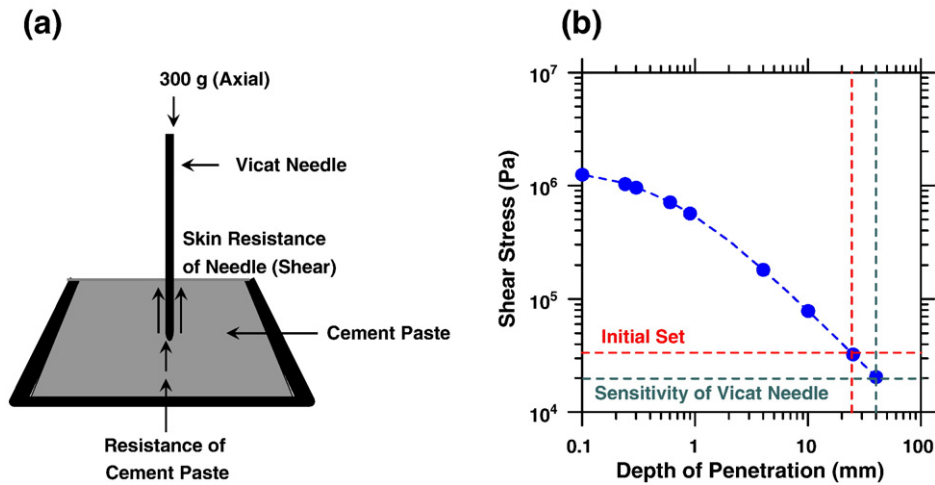 (a)
300 g (Axial)
Vicat Needle
Skin Resistance
of Needle (Shear)
Cement Paste
Resistance of
Cement Paste
(b)
Shear Stress (Pa)
10⁷
10⁶
10⁵
10⁴
Initial Set
Sensitivity of Vicat Needle
0.1 1 10 100
Depth of Penetration (mm)